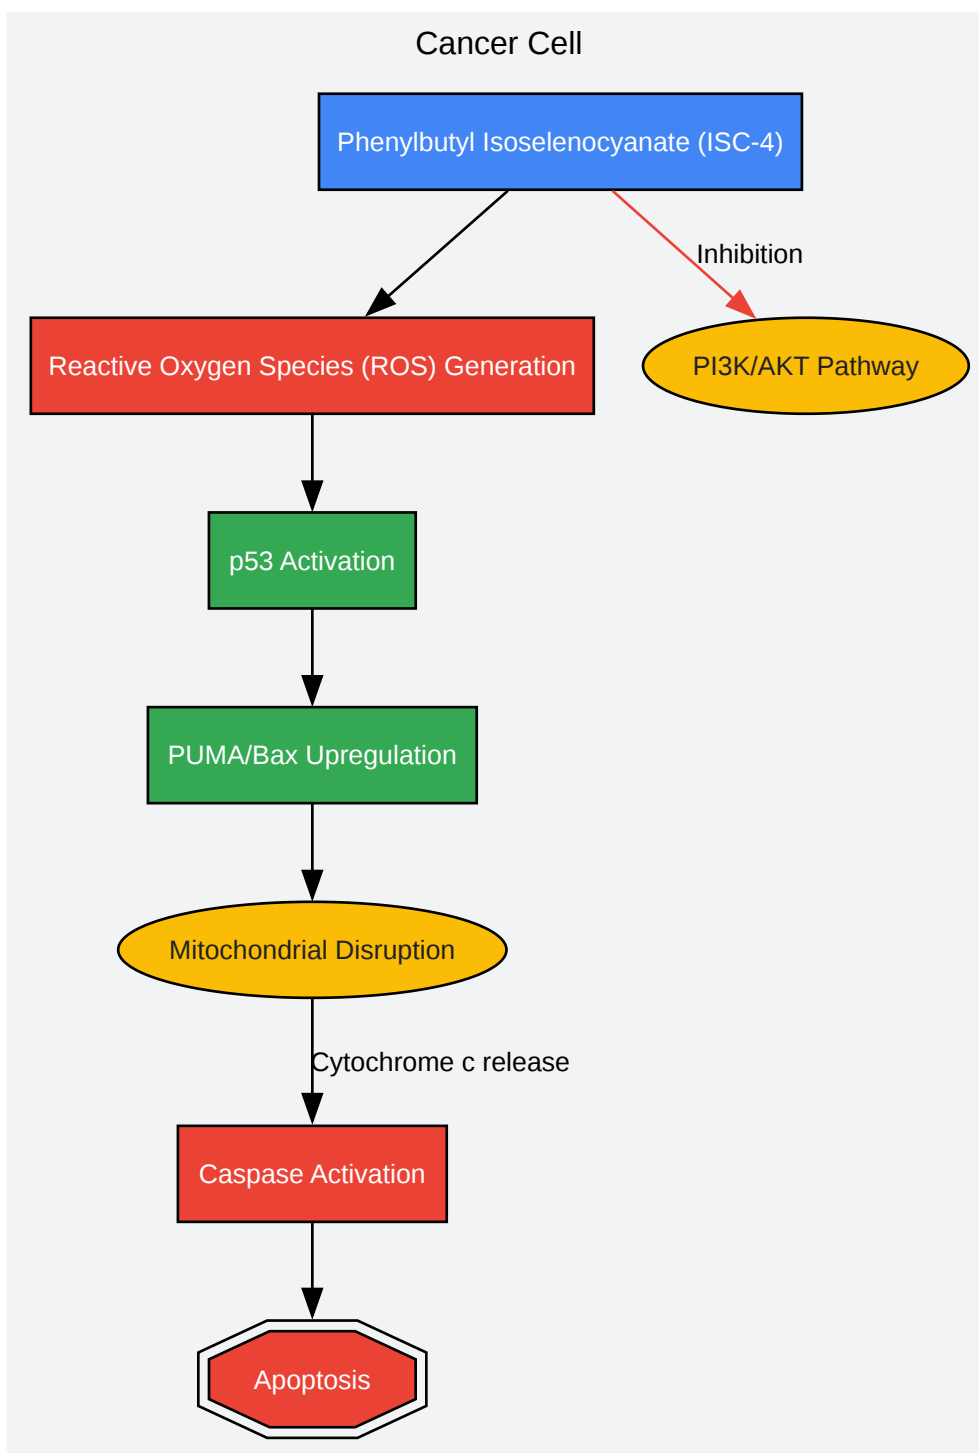 Cancer Cell
Phenylbutyl Isoselenocyanate (ISC-4)
Inhibition
Reactive Oxygen Species (ROS) Generation
PI3K/AKT Pathway
p53 Activation
PUMA/Bax Upregulation
Mitochondrial Disruption
Cytochrome c release
Caspase Activation
Apoptosis